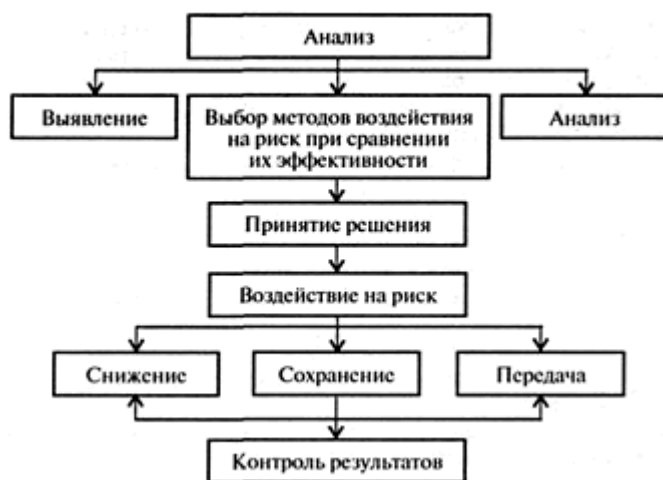 Анализ
Выявление
Выбор методов воздействия
на риск при сравнении
их эффективности
Анализ
Принятие решения
Воздействие на риск
Снижение
Сохранение
Передача
Контроль результатов